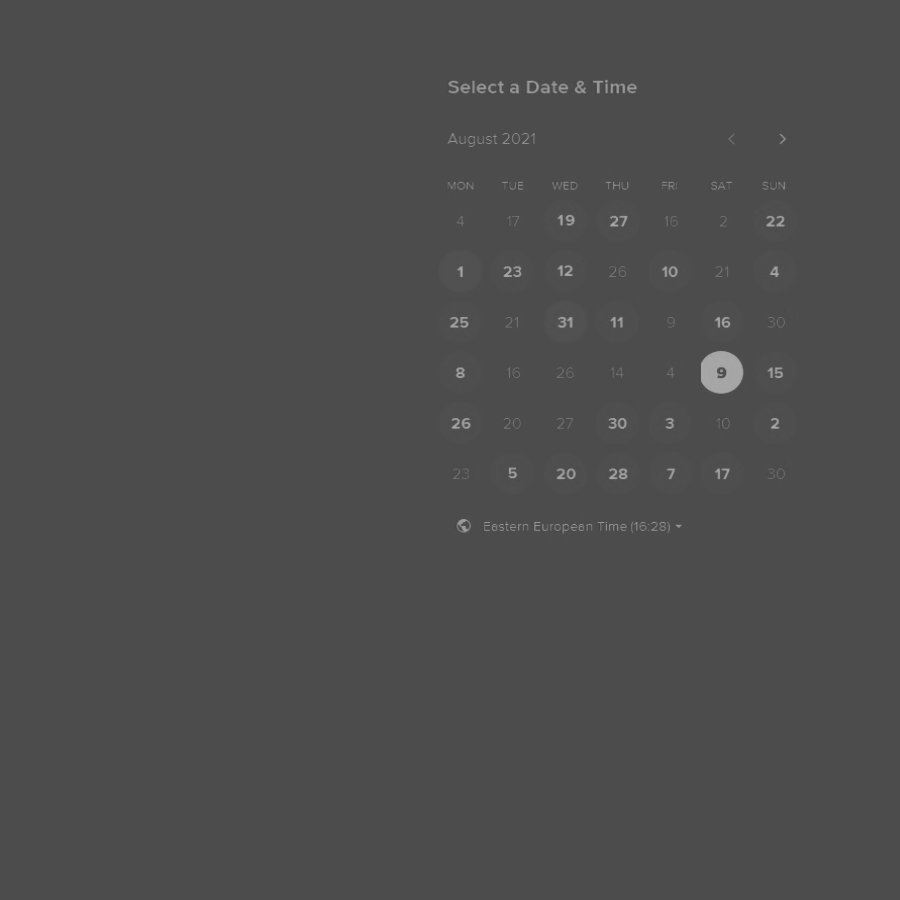 Select a Date & Time
August 2021
MON TUE WED THU FRI SAT SUN
4 17 19 27 16 2 22
1 23 12 26 10 21 4
25 21 31 11 9 16 30
8 16 26 14 4 9 15
26 20 27 30 3 10 2
23 5 20 28 7 17 30
Eastern European Time (16:28)